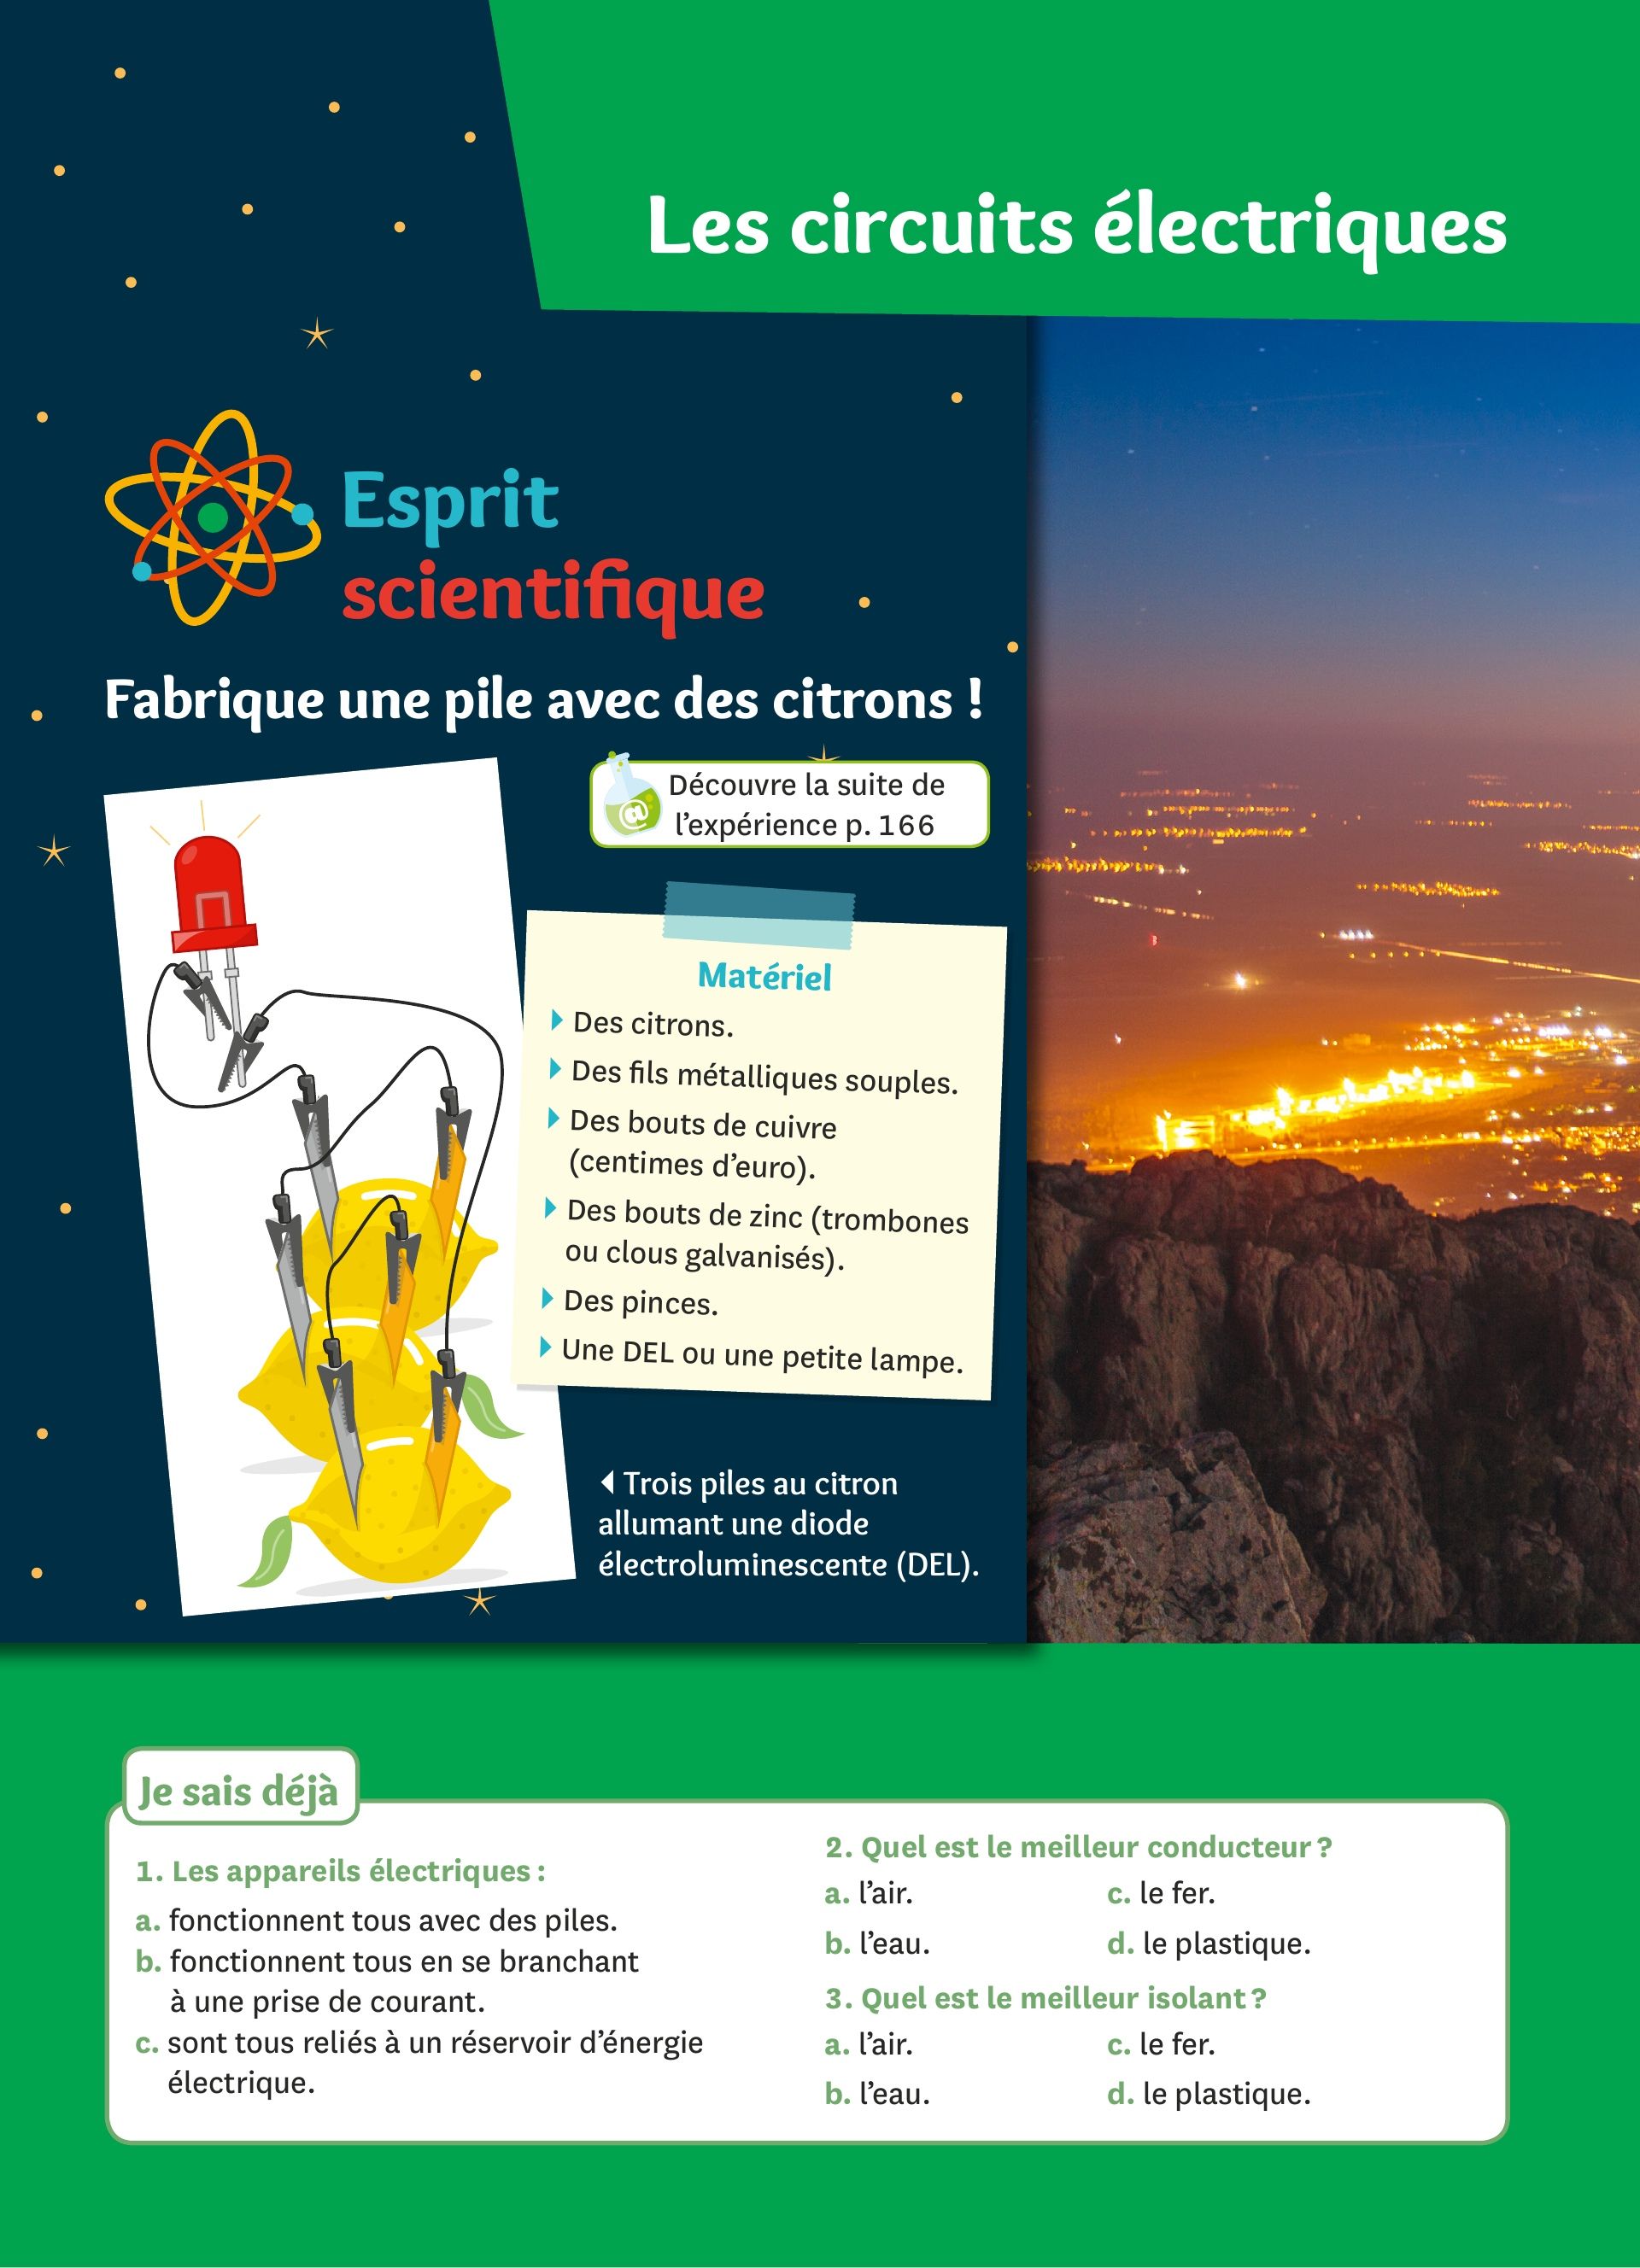 Les circuits électriques
Esprit
scientifique
Fabrique une pile avec des citrons !
Découvre la suite de
l'expérience p. 166
@
Matériel
Des citrons.
Des fils métalliques souples.
Des bouts de cuivre
(centimes d'euro).
Des bouts de zinc (trombones
ou clous galvanisés).
Des pinces.
Une DEL ou une petite lampe.
Trois piles au citron
allumant une diode
électroluminescente (DEL).
Je sais déjà
1. Les appareils électriques :
a. fonctionnent tous avec des piles.
b. fonctionnent tous en se branchant
à une prise de courant.
c. sont tous reliés à un réservoir d'énergie
électrique.
2. Quel est le meilleur conducteur ?
a. l'air.
b. l'eau.
c. le fer.
d. le plastique.
3. Quel est le meilleur isolant ?
a. l'air.
b. l'eau.
c. le fer.
d. le plastique.